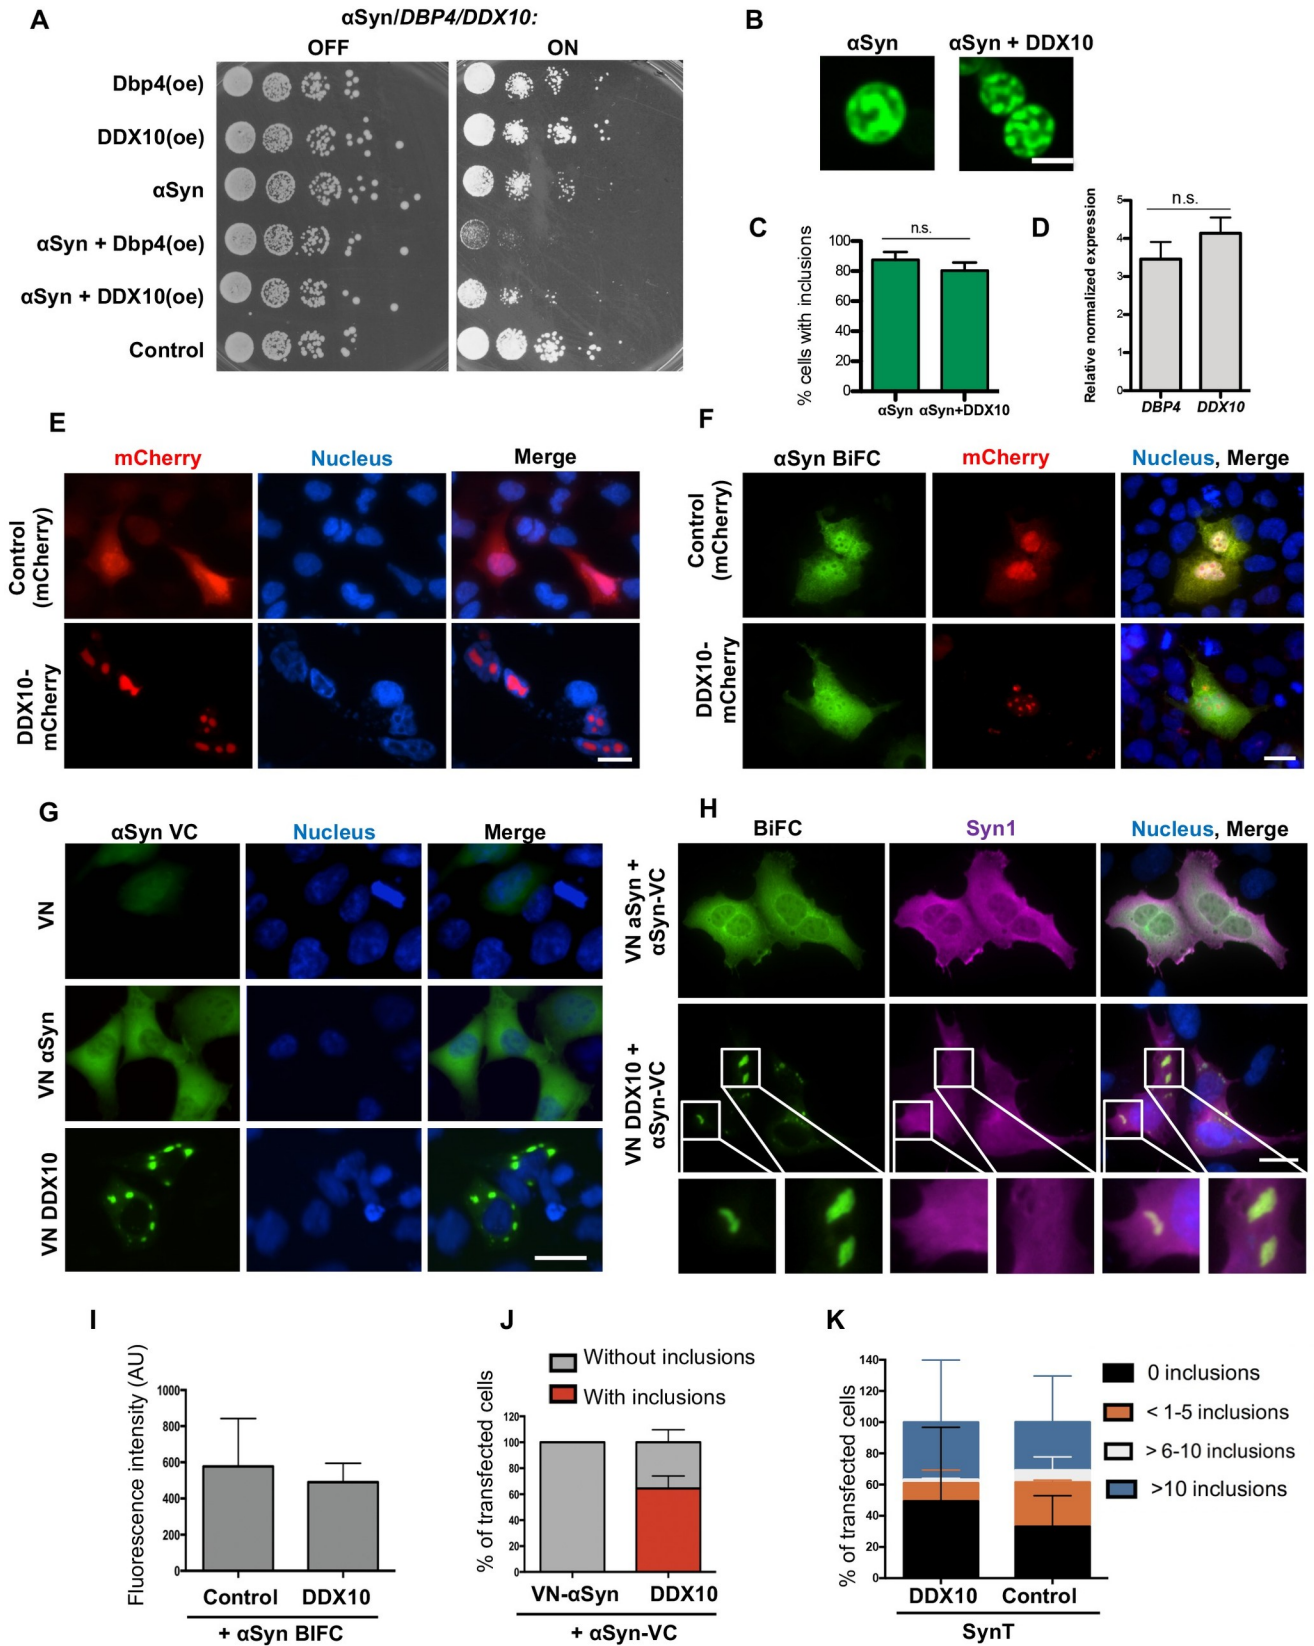 A
αSyn/DBP4/DDX10:
OFF
ON
Dbp4(oe)
DDX10(oe)
αSyn
αSyn + Dbp4(oe)
αSyn + DDX10(oe)
Control
B
αSyn
αSyn + DDX10
C
% cells with inclusions
100
80
60
40
20
0
n.s.
αSyn
αSyn+DDX10
D
Relative normalized expression
5
4
3
2
1
0
n.s.
DBP4
DDX10
E
mCherry
Nucleus
Merge
Control
(mCherry)
DDX10-
mCherry
F
αSyn BiFC
mCherry
Nucleus, Merge
Control
(mCherry)
DDX10-
mCherry
G
αSyn VC
Nucleus
Merge
VN
VN αSyn
VN DDX10
H
BiFC
Syn1
Nucleus, Merge
VN aSyn +
αSyn-VC
VN DDX10 +
αSyn-VC
I
Fluorescence intensity (AU)
1000
800
600
400
200
0
Control
DDX10
+ αSyn BIFC
J
Without inclusions
With inclusions
% of transfected cells
120
100
80
60
40
20
0
VN-αSyn
DDX10
+ αSyn-VC
K
% of transfected cells
140
120
100
80
60
40
20
0
0 inclusions
< 1-5 inclusions
> 6-10 inclusions
>10 inclusions
DDX10
Control
SynT